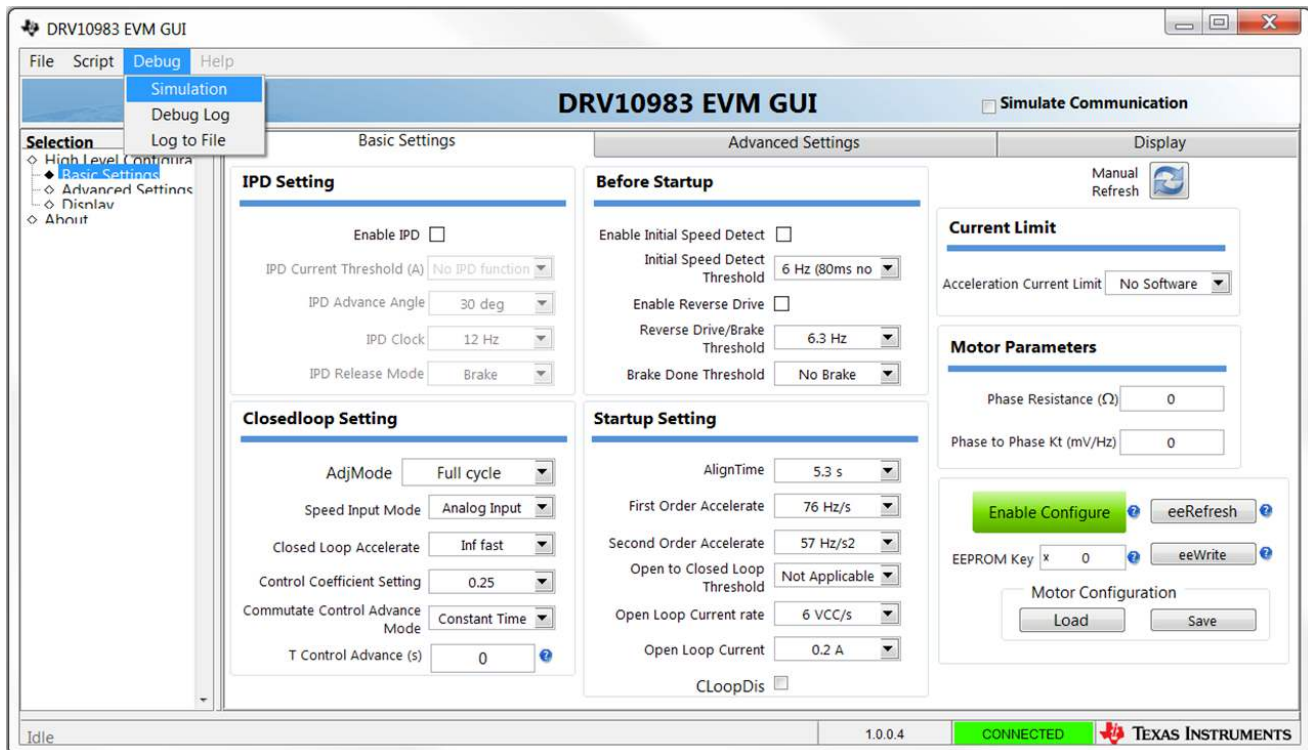 DRV10983 EVM GUI
File Script Debug Help
Simulation
Debug Log
Log to File
DRV10983 EVM GUI
Simulate Communication
Selection
High Level Configura
Basic Settings
Advanced Settings
Display
About
Basic Settings
Advanced Settings
Display
IPD Setting
Enable IPD
IPD Current Threshold (A) No IPD function
IPD Advance Angle 30 deg
IPD Clock 12 Hz
IPD Release Mode Brake
Closedloop Setting
AdjMode Full cycle
Speed Input Mode Analog Input
Closed Loop Accelerate Inf fast
Control Coefficient Setting 0.25
Commutate Control Advance
Mode Constant Time
T Control Advance (s) 0
Before Startup
Enable Initial Speed Detect
Initial Speed Detect
Threshold 6 Hz (80ms no
Enable Reverse Drive
Reverse Drive/Brake
Threshold 6.3 Hz
Brake Done Threshold No Brake
Startup Setting
AlignTime 5.3 s
First Order Accelerate 76 Hz/s
Second Order Accelerate 57 Hz/s2
Open to Closed Loop
Threshold Not Applicable
Open Loop Current rate 6 VCC/s
Open Loop Current 0.2 A
CLoopDis
Manual
Refresh
Current Limit
Acceleration Current Limit No Software
Motor Parameters
Phase Resistance (Ω) 0
Phase to Phase Kt (mV/Hz) 0
Enable Configure ? eeRefresh ?
EEPROM Key x 0 ? eeWrite ?
Motor Configuration
Load Save
Idle 1.0.0.4 CONNECTED TEXAS INSTRUMENTS